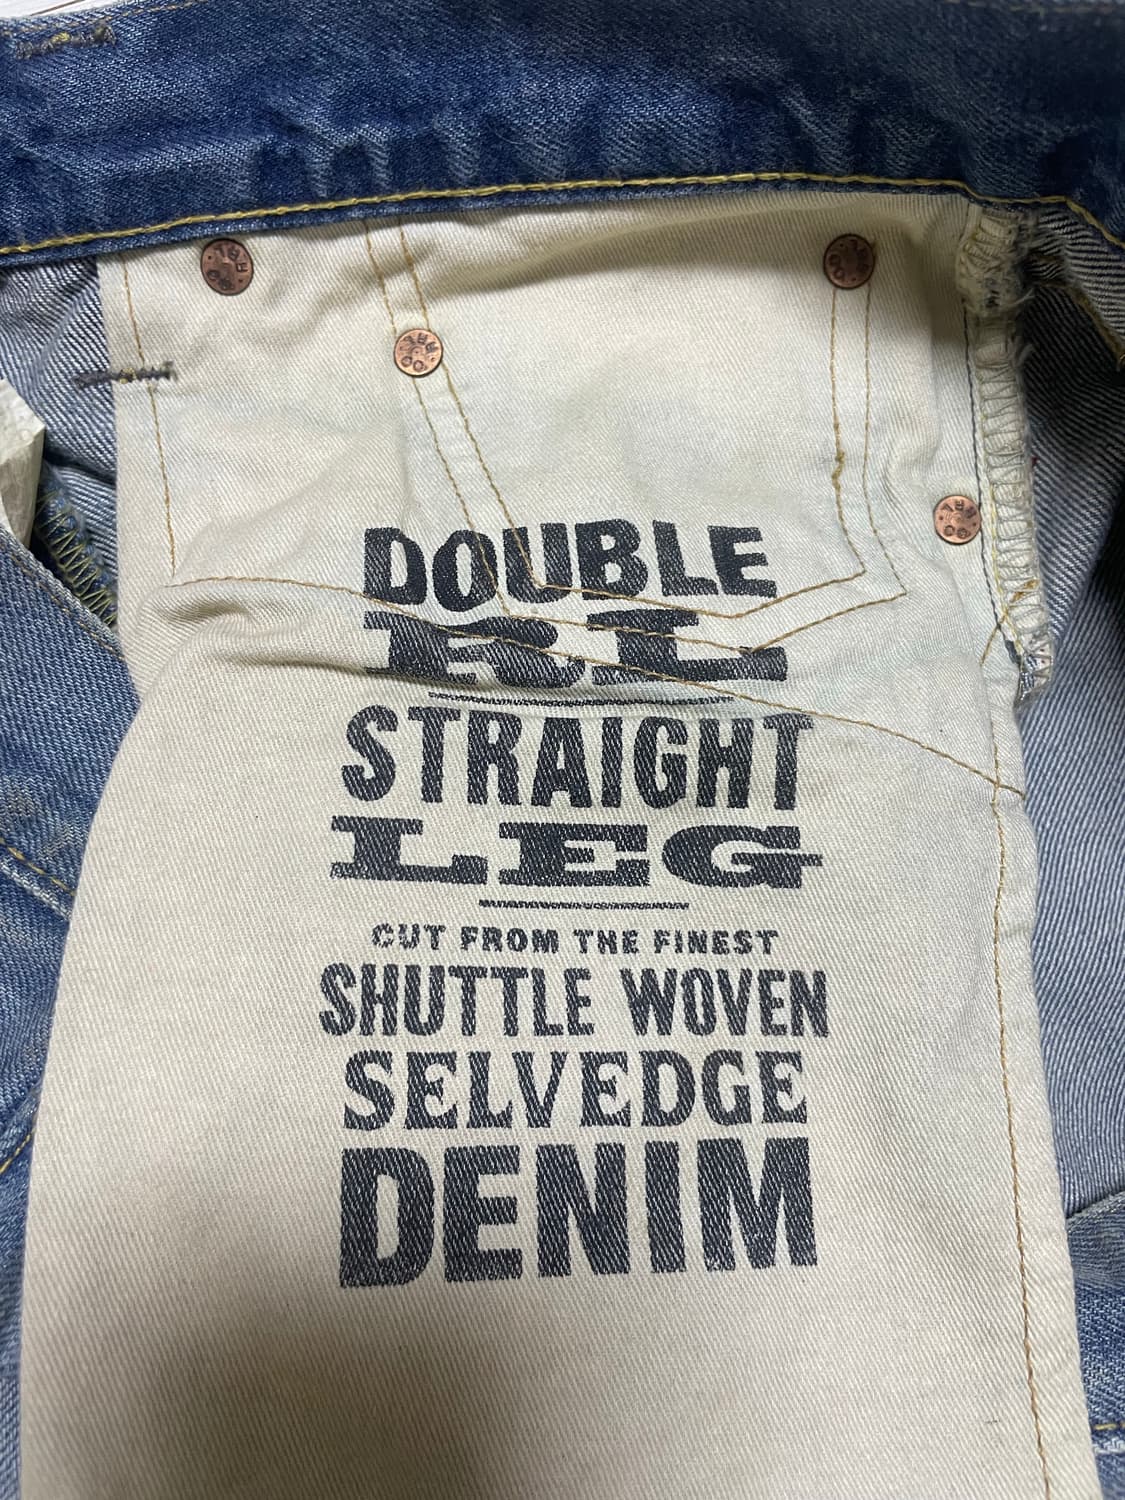 DOUBLE
RL
STRAIGHT
LEG
CUT FROM THE FINEST
SHUTTLE WOVEN
SELVEDGE
DENIM